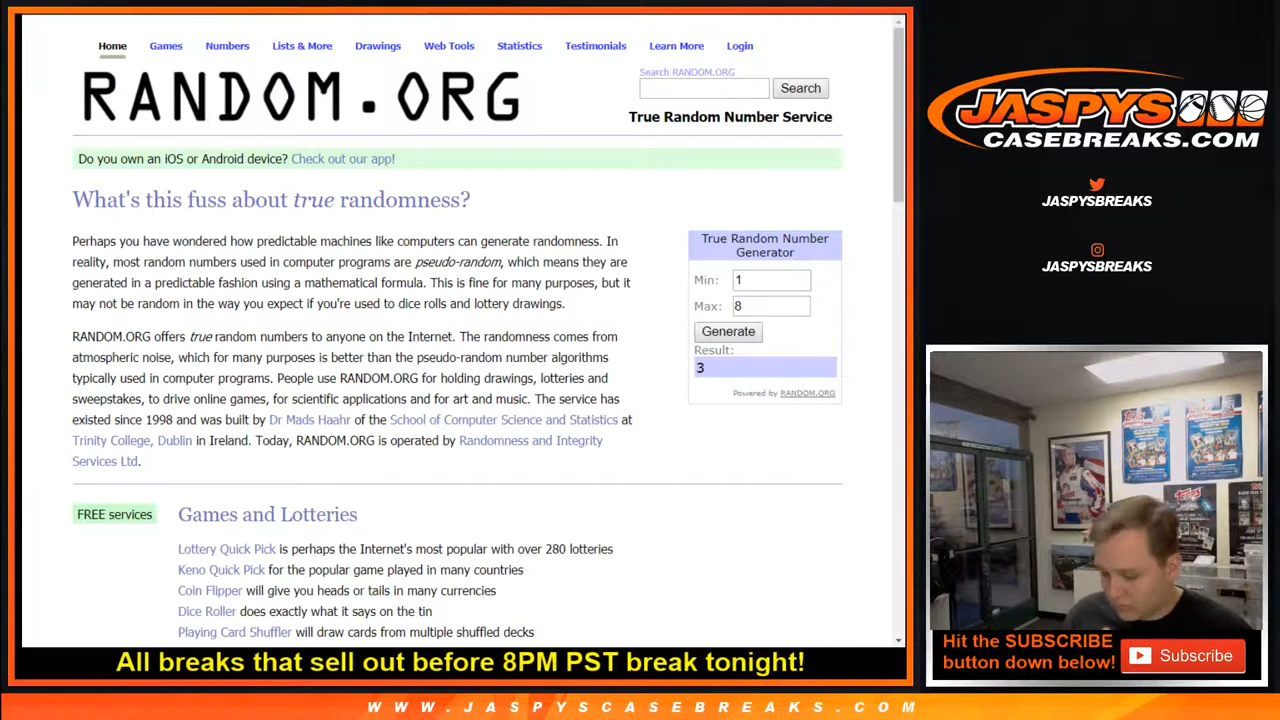 Home Games Numbers Lists & More Drawings Web Tools Statistics Testimonials Learn More Login
RANDOM.ORG
Search RANDOM.ORG
Search
True Random Number Service
Do you own an iOS or Android device? Check out our app!
What's this fuss about true randomness?
Perhaps you have wondered how predictable machines like computers can generate randomness. In
reality, most random numbers used in computer programs are pseudo-random, which means they are
generated in a predictable fashion using a mathematical formula. This is fine for many purposes, but it
may not be random in the way you expect if you're used to dice rolls and lottery drawings.
RANDOM.ORG offers true random numbers to anyone on the Internet. The randomness comes from
atmospheric noise, which for many purposes is better than the pseudo-random number algorithms
typically used in computer programs. People use RANDOM.ORG for holding drawings, lotteries and
sweepstakes, to drive online games, for scientific applications and for art and music. The service has
existed since 1998 and was built by Dr Mads Haahr of the School of Computer Science and Statistics at
Trinity College, Dublin in Ireland. Today, RANDOM.ORG is operated by Randomness and Integrity
Services Ltd.
True Random Number
Generator
Min: 1
Max: 8
Generate
Result:
3
Powered by RANDOM.ORG
FREE services
Games and Lotteries
Lottery Quick Pick is perhaps the Internet's most popular with over 280 lotteries
Keno Quick Pick for the popular game played in many countries
Coin Flipper will give you heads or tails in many currencies
Dice Roller does exactly what it says on the tin
Playing Card Shuffler will draw cards from multiple shuffled decks
All breaks that sell out before 8PM PST break tonight!
JASPYS
CASEBREAKS.COM
JASPYSBREAKS
JASPYSBREAKS
Topps
Hit the SUBSCRIBE
button down below!
Subscribe
WWW.JASPYSCASEBREAKS.COM